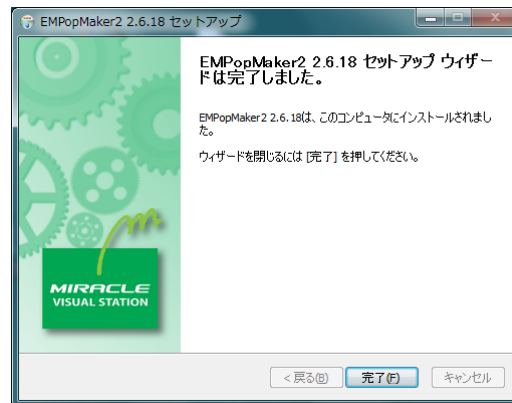 EMPopMaker2 2.6.18 セットアップ
EMPopMaker2 2.6.18 セットアップ ウィザー
ドは完了しました。
EMPopMaker2 2.6.18は、このコンピュータにインストールされまし
た。
ウィザードを閉じるには [完了] を押してください。
m
MIRACLE
VISUAL STATION
< 戻る(B)
完了(F)
キャンセル